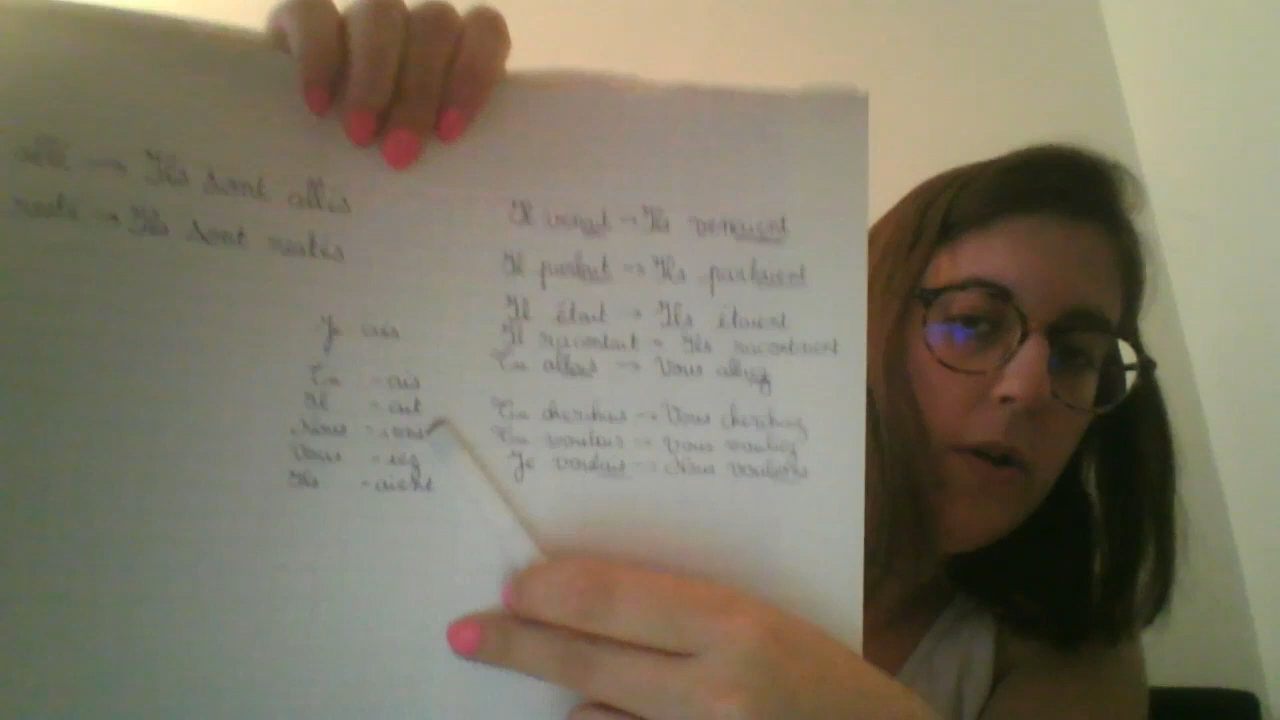 allé → Ils sont allés
resté → Ils sont restés
Il venait → Ils venaient
Il parlait → Ils parlaient
Il était → Ils étaient
Il racontait → Ils racontaient
Tu allais → Vous alliez
Tu cherchais → Vous cherchiez
Tu voulais → Vous vouliez
Je voulais → Nous voulions
Je -ais
Tu -ais
Il -ait
Nous -ions
Vous -iez
Ils -aient